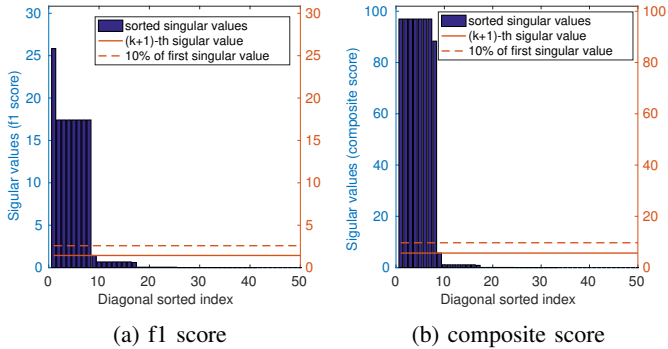 sorted singular values
(k+1)-th sigular value
10% of first singular value
30
25
20
15
10
5
0
Sigular values (f1 score)
30
25
20
15
10
5
0
0 10 20 30 40 50
Diagonal sorted index
(a) f1 score
sorted singular values
(k+1)-th sigular value
10% of first singular value
100
80
60
40
20
0
Singular values (composite score)
100
80
60
40
20
0
0 10 20 30 40 50
Diagonal sorted index
(b) composite score